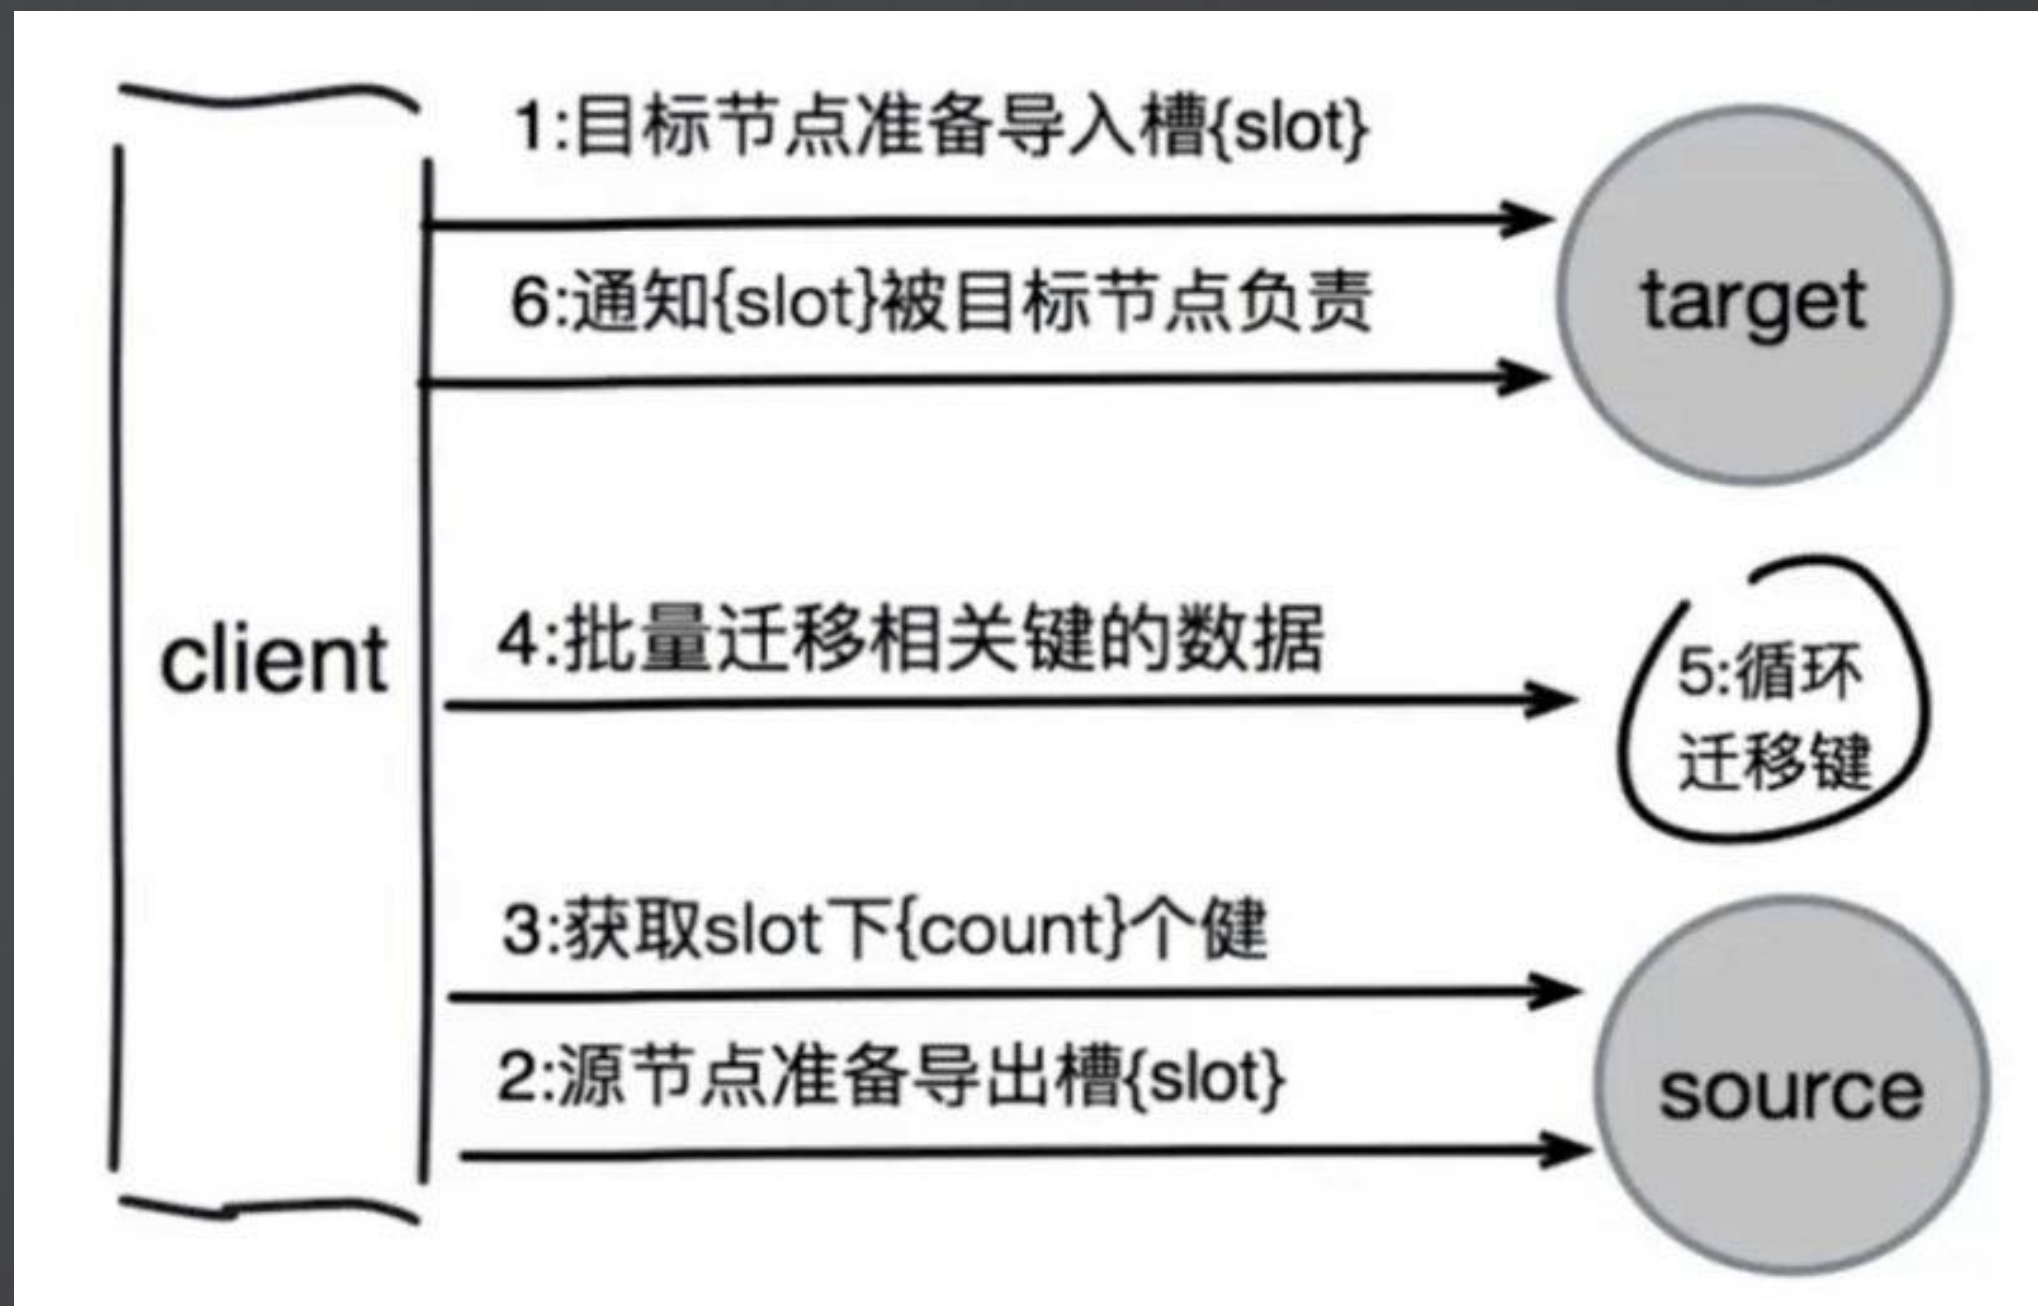 1:目标节点准备导入槽{slot}
6:通知{slot}被目标节点负责
target
client
4:批量迁移相关键的数据
5:循环
迁移键
3:获取slot下{count}个健
2:源节点准备导出槽{slot}
source